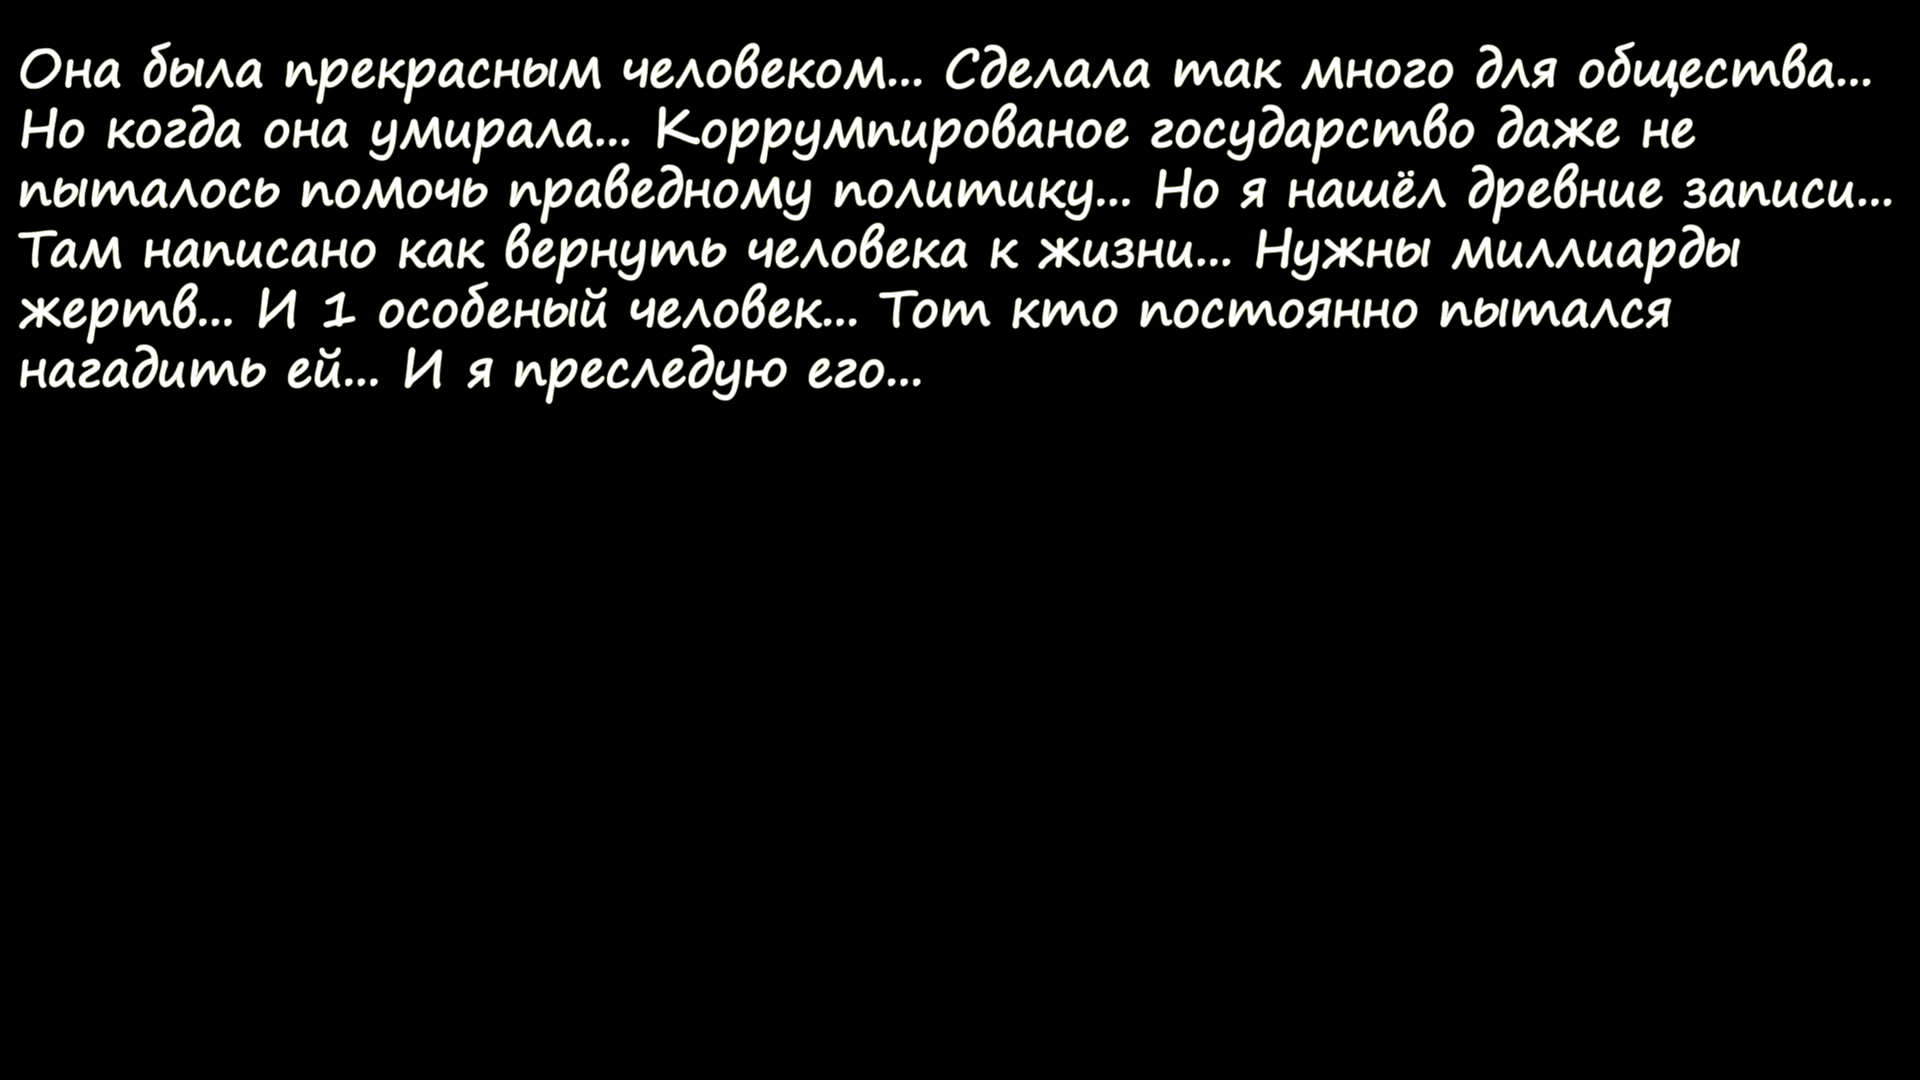 Она была прекрасным человеком... Сделала так много для общества...
Но когда она умирала... Коррумпированое государство даже не
пыталось помочь праведному политику... Но я нашёл древние записи...
Там написано как вернуть человека к жизни... Нужны миллиарды
жертв... И 1 особеный человек... Тот кто постоянно пытался
нагадить ей... И я преследую его...